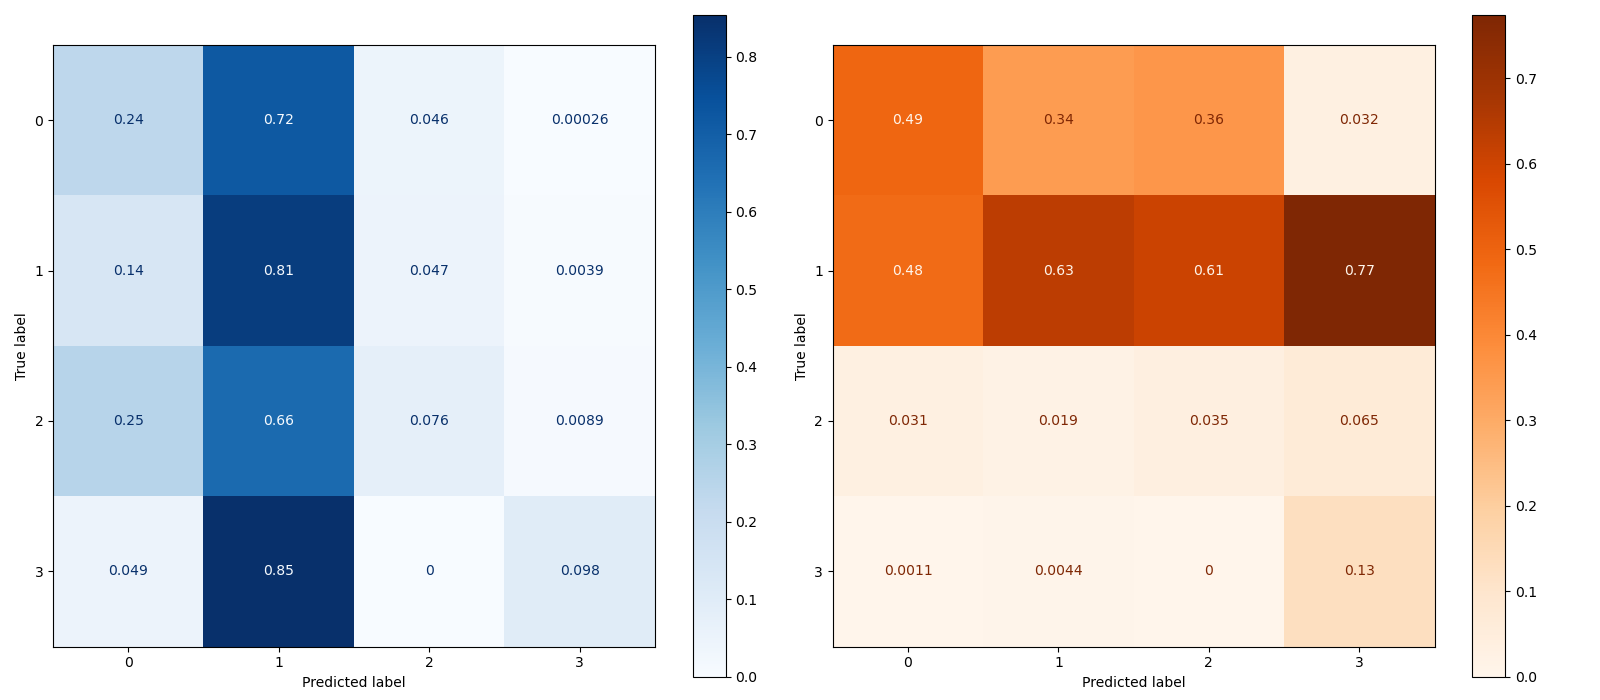 0.24 0.72 0.046 0.00026
0.14 0.81 0.047 0.0039
0.25 0.66 0.076 0.0089
0.049 0.85 0 0.098
0
1
2
3
True label
0 1 2 3
Predicted label
0.8
0.7
0.6
0.5
0.4
0.3
0.2
0.1
0.0
0.49 0.34 0.36 0.032
0.48 0.63 0.61 0.77
0.031 0.019 0.035 0.065
0.0011 0.0044 0 0.13
0
1
2
3
True label
0 1 2 3
Predicted label
0.7
0.6
0.5
0.4
0.3
0.2
0.1
0.0